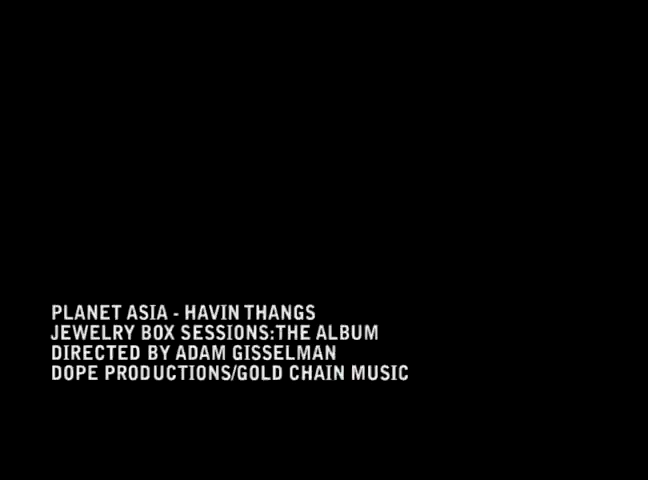 PLANET ASIA - HAVIN THANGS
JEWELRY BOX SESSIONS:THE ALBUM
DIRECTED BY ADAM GISSELMAN
DOPE PRODUCTIONS/GOLD CHAIN MUSIC